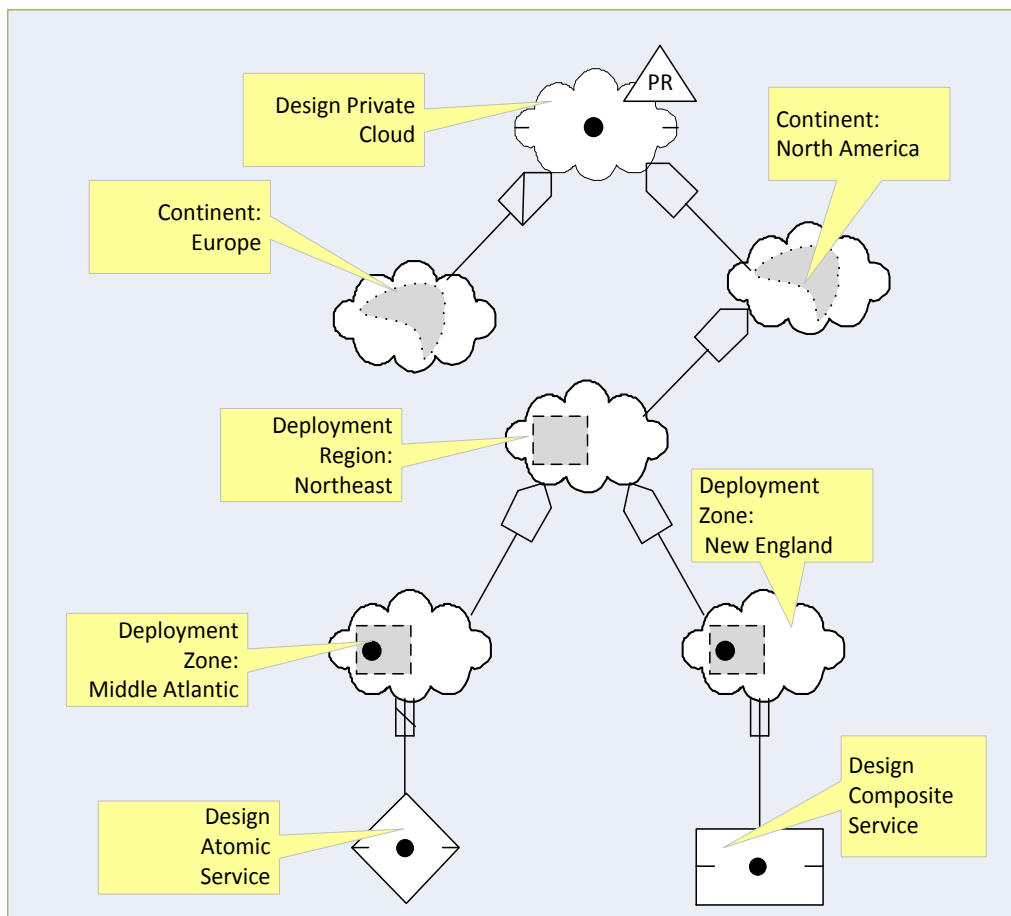 PR
Design Private
Cloud
Continent:
North America
Continent:
Europe
Deployment
Region:
Northeast
Deployment
Zone:
New England
Deployment
Zone:
Middle Atlantic
Design
Composite
Service
Design
Atomic
Service